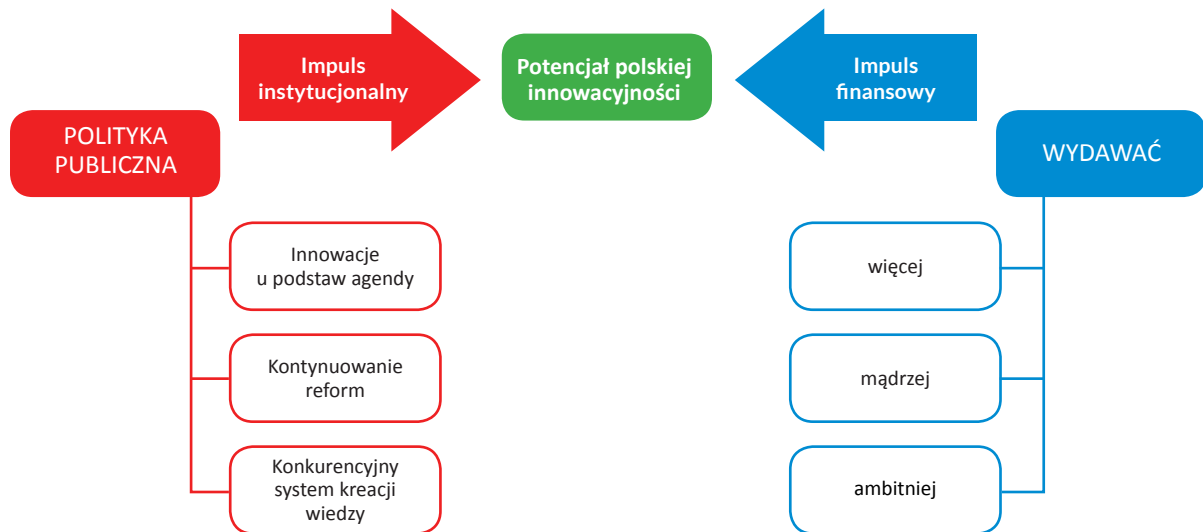 Impuls
instytucjonalny
Potencjał polskiej
innowacyjności
Impuls
finansowy
POLITYKA
PUBLICZNA
WYDAWAĆ
Innowacje
u podstaw agendy
Kontynuowanie
reform
Konkurencyjny
system kreacji
wiedzy
więcej
mądrzej
ambitniej